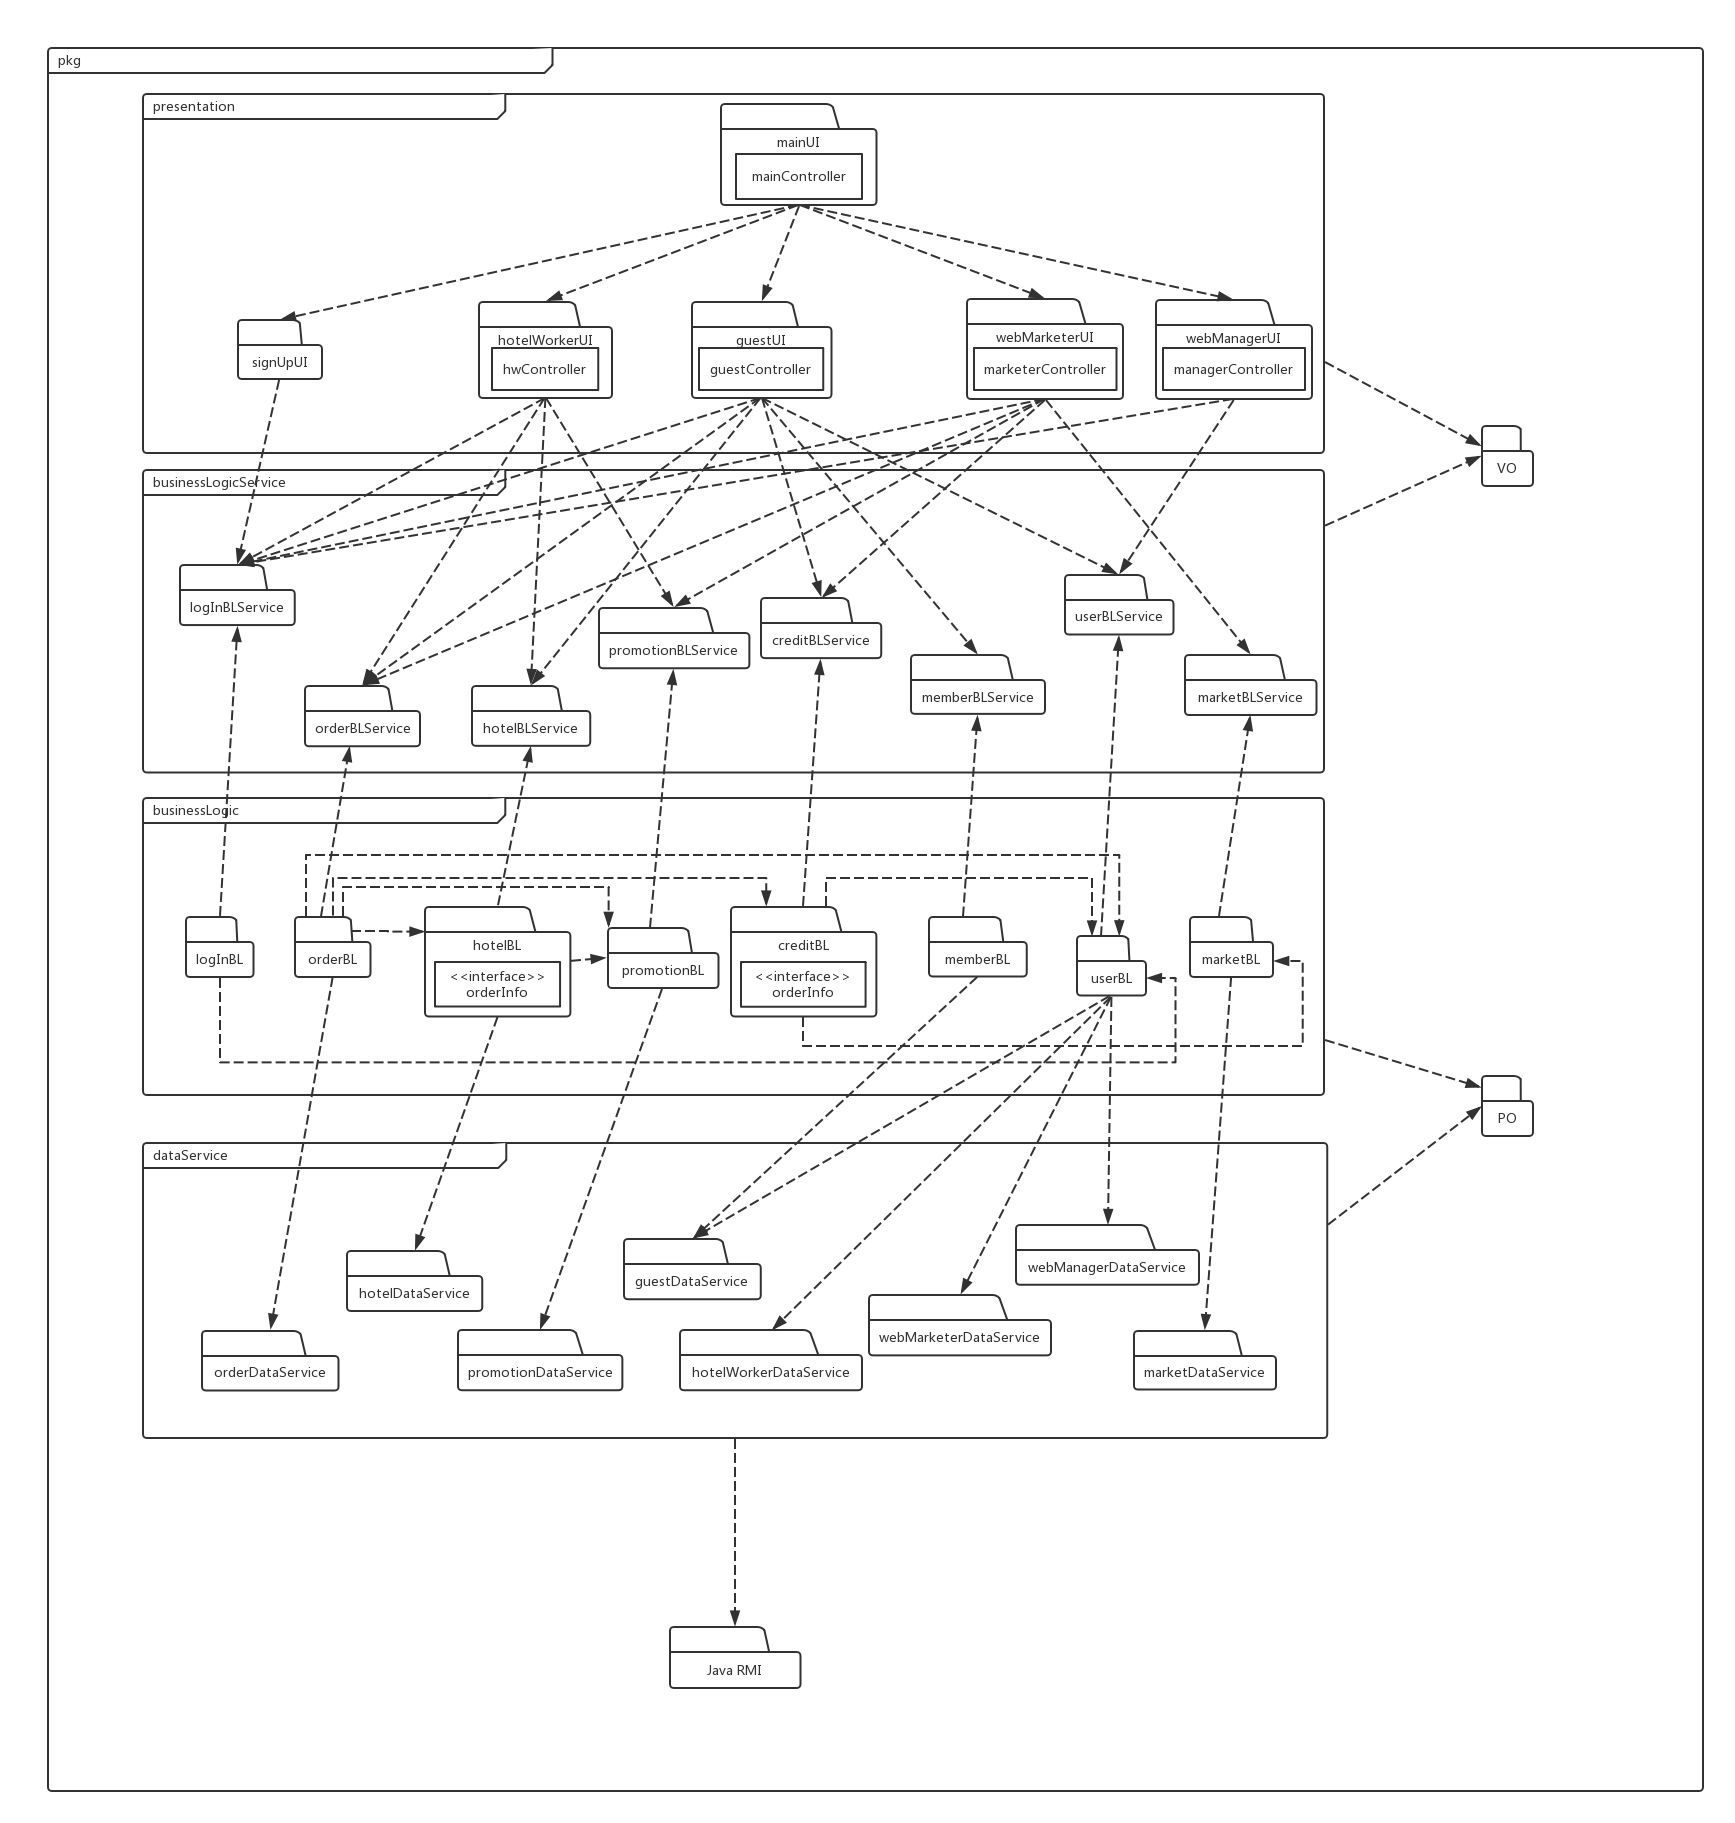 pkg
presentation
mainUI
mainController
signUpUI
hotelWorkerUI
hwController
guestUI
guestController
webMarketerUI
marketerController
webManagerUI
managerController
VO
businessLogicService
logInBLService
orderBLService
hotelBLService
promotionBLService
creditBLService
memberBLService
userBLService
marketBLService
businessLogic
logInBL
orderBL
hotelBL
<<interface>>
orderInfo
promotionBL
creditBL
<<interface>>
orderInfo
memberBL
userBL
marketBL
PO
dataService
orderDataService
hotelDataService
promotionDataService
guestDataService
hotelWorkerDataService
webMarketerDataService
webManagerDataService
marketDataService
Java RMI